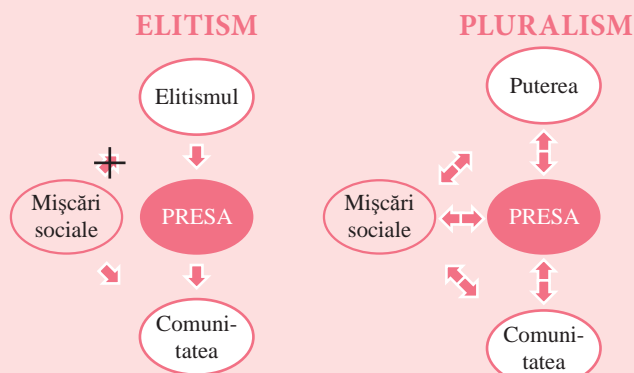 ELITISM
Elitismul
Mişcări
sociale
PRESA
Comuni-
tatea
PLURALISM
Puterea
Mişcări
sociale
PRESA
Comuni-
tatea